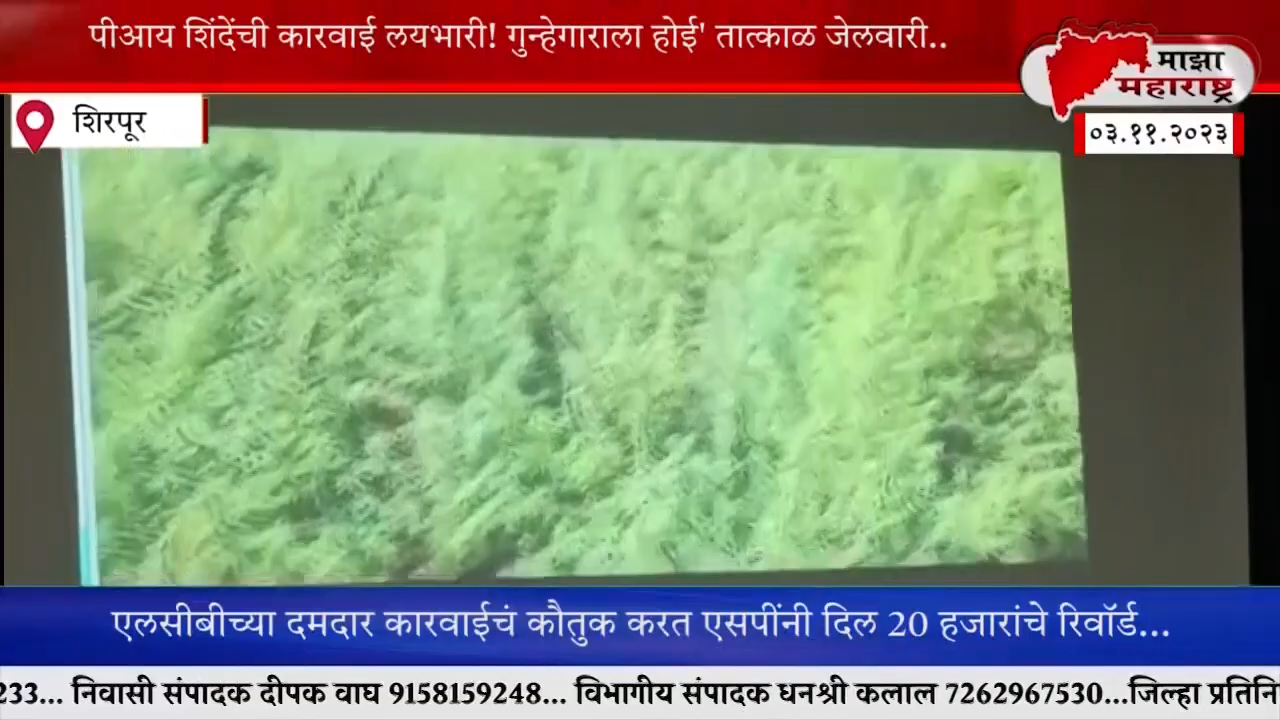 पीआय शिंदेंची कारवाई लयभारी! गुन्हेगाराला होई' तात्काळ जेलवारी..
माझा
महाराष्ट्र
शिरपूर
०३.११.२०२३
एलसीबीच्या दमदार कारवाईचं कौतुक करत एसपींनी दिल 20 हजारांचे रिवॉर्ड...
233... निवासी संपादक दीपक वाघ 9158159248... विभागीय संपादक धनश्री कलाल 7262967530...जिल्हा प्रतिनि